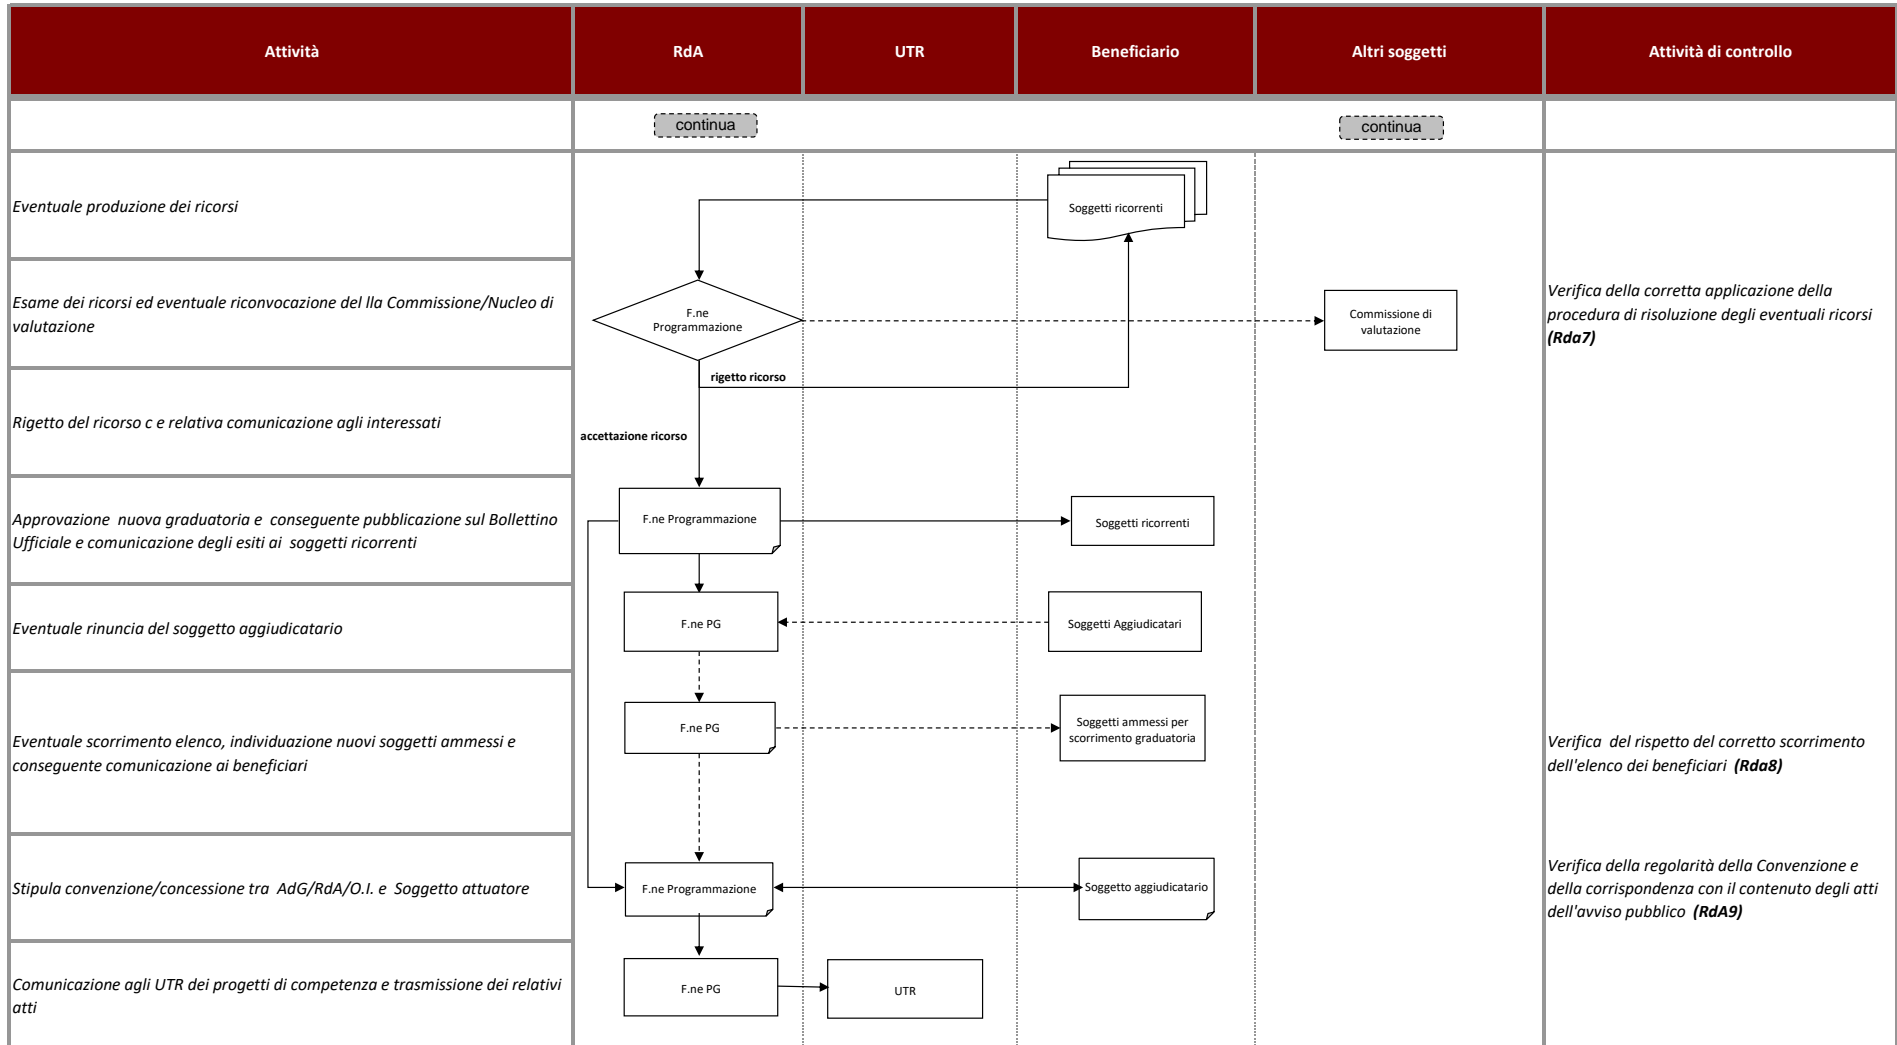 Attività
RdA
UTR
Beneficiario
Altri soggetti
Attività di controllo
continua
continua
Eventuale produzione dei ricorsi
Soggetti ricorrenti
Esame dei ricorsi ed eventuale riconvocazione del lla Commissione/Nucleo di
valutazione
F.ne
Programmazione
Commissione di
valutazione
Verifica della corretta applicazione della
procedura di risoluzione degli eventuali ricorsi
(Rda7)
rigetto ricorso
Rigetto del ricorso c e relativa comunicazione agli interessati
accettazione ricorso
Approvazione nuova graduatoria e conseguente pubblicazione sul Bollettino
Ufficiale e comunicazione degli esiti ai soggetti ricorrenti
F.ne Programmazione
Soggetti ricorrenti
Eventuale rinuncia del soggetto aggiudicatario
F.ne PG
Soggetti Aggiudicatari
Eventuale scorrimento elenco, individuazione nuovi soggetti ammessi e
conseguente comunicazione ai beneficiari
F.ne PG
Soggetti ammessi per
scorrimento graduatoria
Verifica del rispetto del corretto scorrimento
dell'elenco dei beneficiari (Rda8)
Stipula convenzione/concessione tra AdG/RdA/O.I. e Soggetto attuatore
F.ne Programmazione
Soggetto aggiudicatario
Verifica della regolarità della Convenzione e
della corrispondenza con il contenuto degli atti
dell'avviso pubblico (RdA9)
Comunicazione agli UTR dei progetti di competenza e trasmissione dei relativi
atti
F.ne PG
UTR